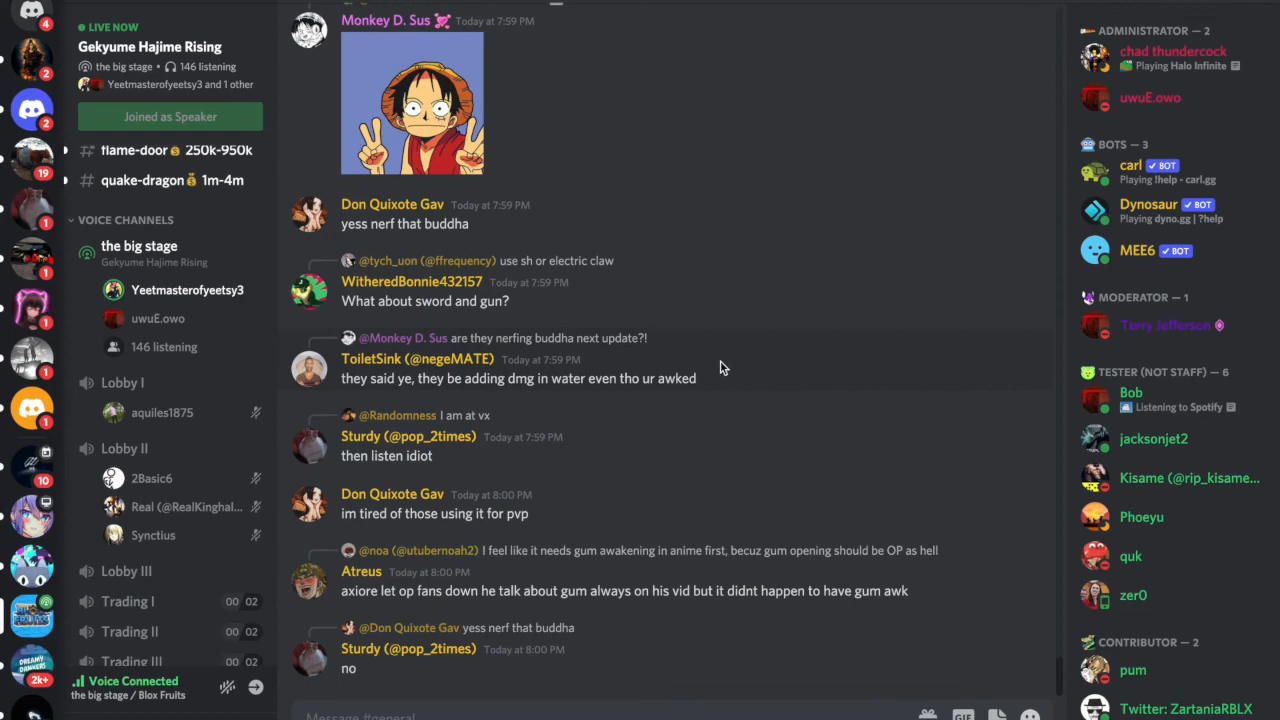 4
2
2
19
1
1
1
1
1
10
2k+
LIVE NOW
Gekyume Hajime Rising
the big stage • 146 listening
Yeetmasterofyeetsy3 and 1 other
Joined as Speaker
flame-door 250k-950k
quake-dragon 1m-4m
VOICE CHANNELS
the big stage
Gekyume Hajime Rising
Yeetmasterofyeetsy3
uwuE.owo
146 listening
Lobby I
aquiles1875
Lobby II
2Basic6
Real (@RealKinghal...
Synctius
Lobby III
Trading I 00 02
Trading II 00 02
Trading III 00 02
Voice Connected
the big stage / Blox Fruits
Monkey D. Sus Today at 7:59 PM
Don Quixote Gav Today at 7:59 PM
yess nerf that buddha
@tych_uon (@ffrequency) use sh or electric claw
WitheredBonnie432157 Today at 7:59 PM
What about sword and gun?
@Monkey D. Sus are they nerfing buddha next update?!
ToiletSink (@negeMATE) Today at 7:59 PM
they said ye, they be adding dmg in water even tho ur awked
@Randomness I am at vx
Sturdy (@pop_2times) Today at 7:59 PM
then listen idiot
Don Quixote Gav Today at 8:00 PM
im tired of those using it for pvp
@noa (@utubernoah2) I feel like it needs gum awakening in anime first, becuz gum opening should be OP as hell
Atreus Today at 8:00 PM
axiore let op fans down he talk about gum always on his vid but it didnt happen to have gum awk
@Don Quixote Gav yess nerf that buddha
Sturdy (@pop_2times) Today at 8:00 PM
no
Message #general
GIF
ADMINISTRATOR — 2
chad thundercock
Playing Halo Infinite
uwuE.owo
BOTS — 3
carl BOT
Playing !help - carl.gg
Dynosaur BOT
Playing dyno.gg | ?help
MEE6 BOT
MODERATOR — 1
Terry Jefferson
TESTER (NOT STAFF) — 6
Bob
Listening to Spotify
jacksonjet2
Kisame (@rip_kisame...
Phoeyu
quk
zer0
CONTRIBUTOR — 2
pum
Twitter: ZartaniaRBLX